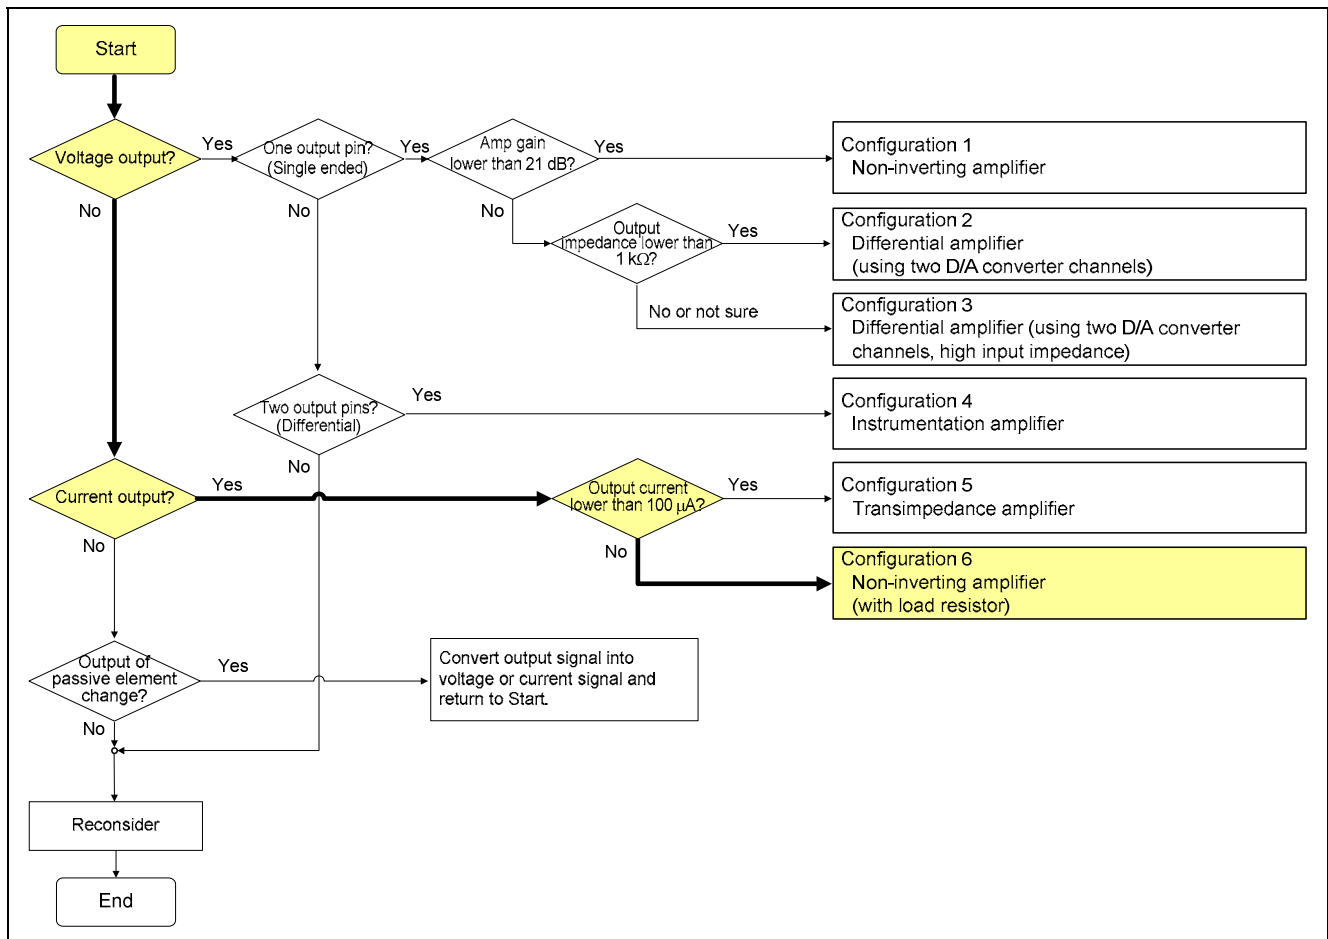 Start
Voltage output?
Yes
No
One output pin?
(Single ended)
Yes
No
Amp gain
lower than 21 dB?
Yes
No
Configuration 1
Non-inverting amplifier
Output
impedance lower than
1 kΩ?
Yes
No or not sure
Configuration 2
Differential amplifier
(using two D/A converter channels)
Configuration 3
Differential amplifier (using two D/A converter
channels, high input impedance)
Two output pins?
(Differential)
Yes
No
Configuration 4
Instrumentation amplifier
Current output?
Yes
No
Output current
lower than 100 µA?
Yes
No
Configuration 5
Transimpedance amplifier
Configuration 6
Non-inverting amplifier
(with load resistor)
Output of
passive element
change?
Yes
No
Convert output signal into
voltage or current signal and
return to Start.
Reconsider
End